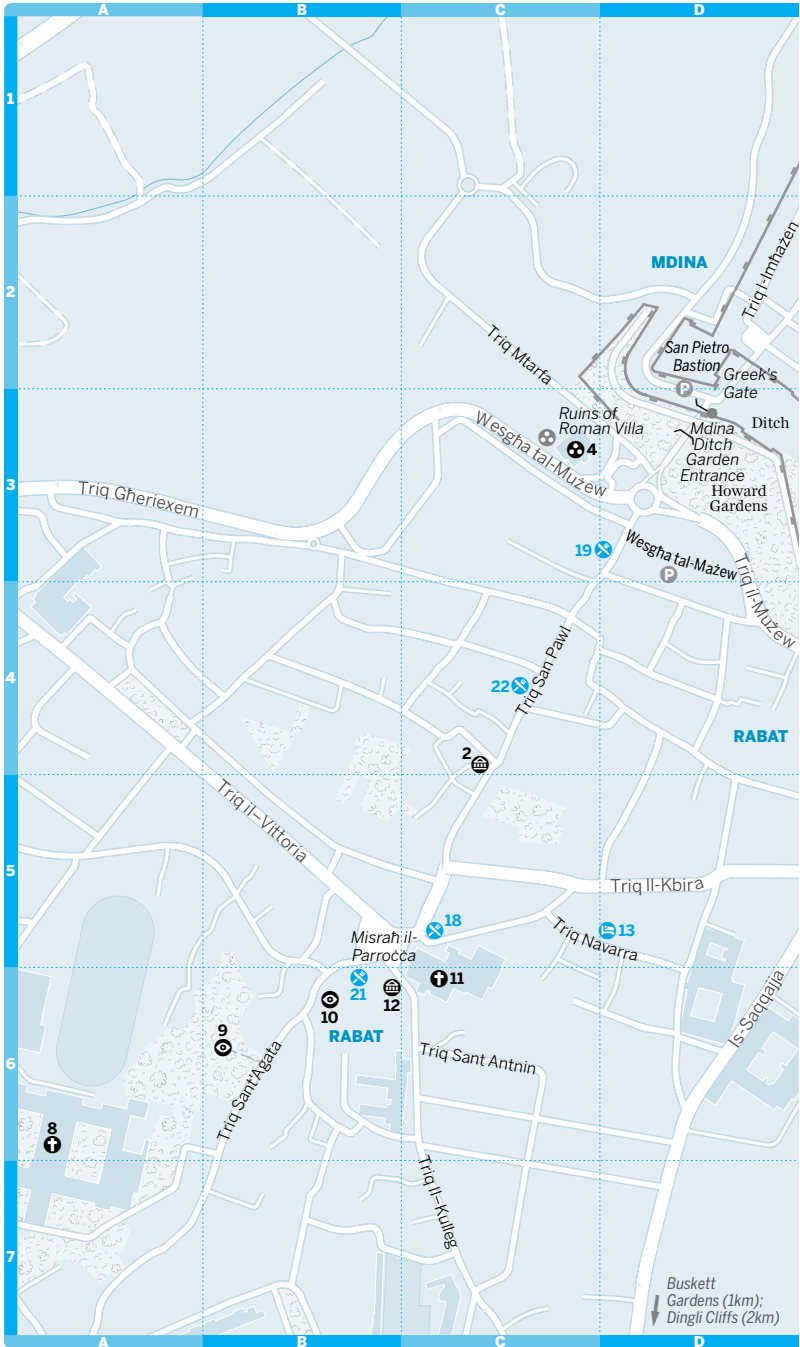 A B C D
1
MDINA
Triq l-Imħażen
2
San Pietro
Bastion
Triq Mtarfa
P
Greek's
Gate
Ruins of
Roman Villa
Ditch
4
Mdina
Ditch
Garden
Entrance
Wesgħa tal-Mużew
3
Triq Għeriexem
Howard
Gardens
19
Wesgħa tal-Mażew
P
Triq il-Mużew
Triq San Pawl
4
22
RABAT
2
Triq il–Vittoria
5
Triq Il-Kbira
18
13
Triq Navarra
Misraħ il-
Parroċċa
11
21
12
10
Is-Saqqajja
9
RABAT
Triq Sant Antnin
6
Triq Sant'Agata
8
Triq Il–Kulleg
7
Buskett
Gardens (1km);
Dingli Cliffs (2km)
A B C D